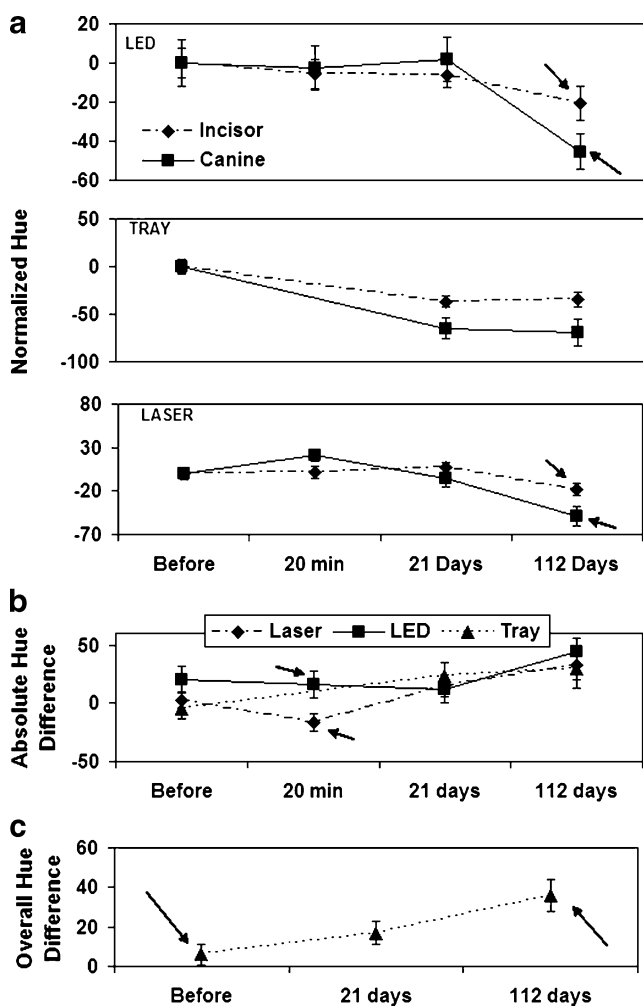 a
20
0
-20
-40
-60
LED
Incisor
Canine
Normalized Hue
50
0
-50
-100
TRAY
80
30
-20
-70
LASER
Before 20 min 21 Days 112 Days
b
Laser LED Tray
Absolute Hue
Difference
50
0
-50
Before 20 min 21 days 112 days
c
Overall Hue
Difference
60
40
20
0
Before 21 days 112 days